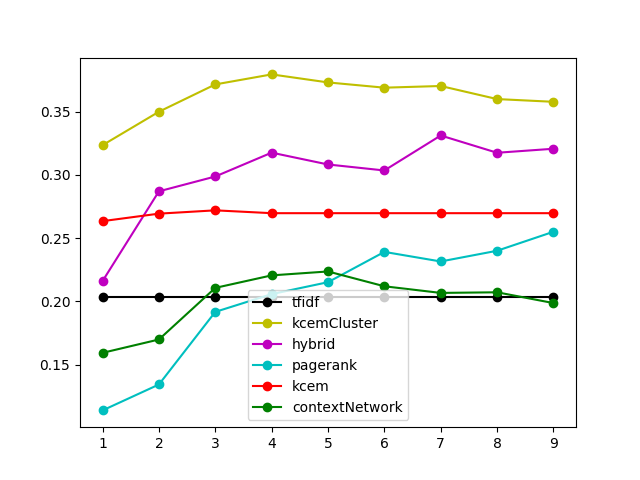 0.35
0.30
0.25
0.20
0.15
tfidf
kcemCluster
hybrid
pagerank
kcem
contextNetwork
1 2 3 4 5 6 7 8 9